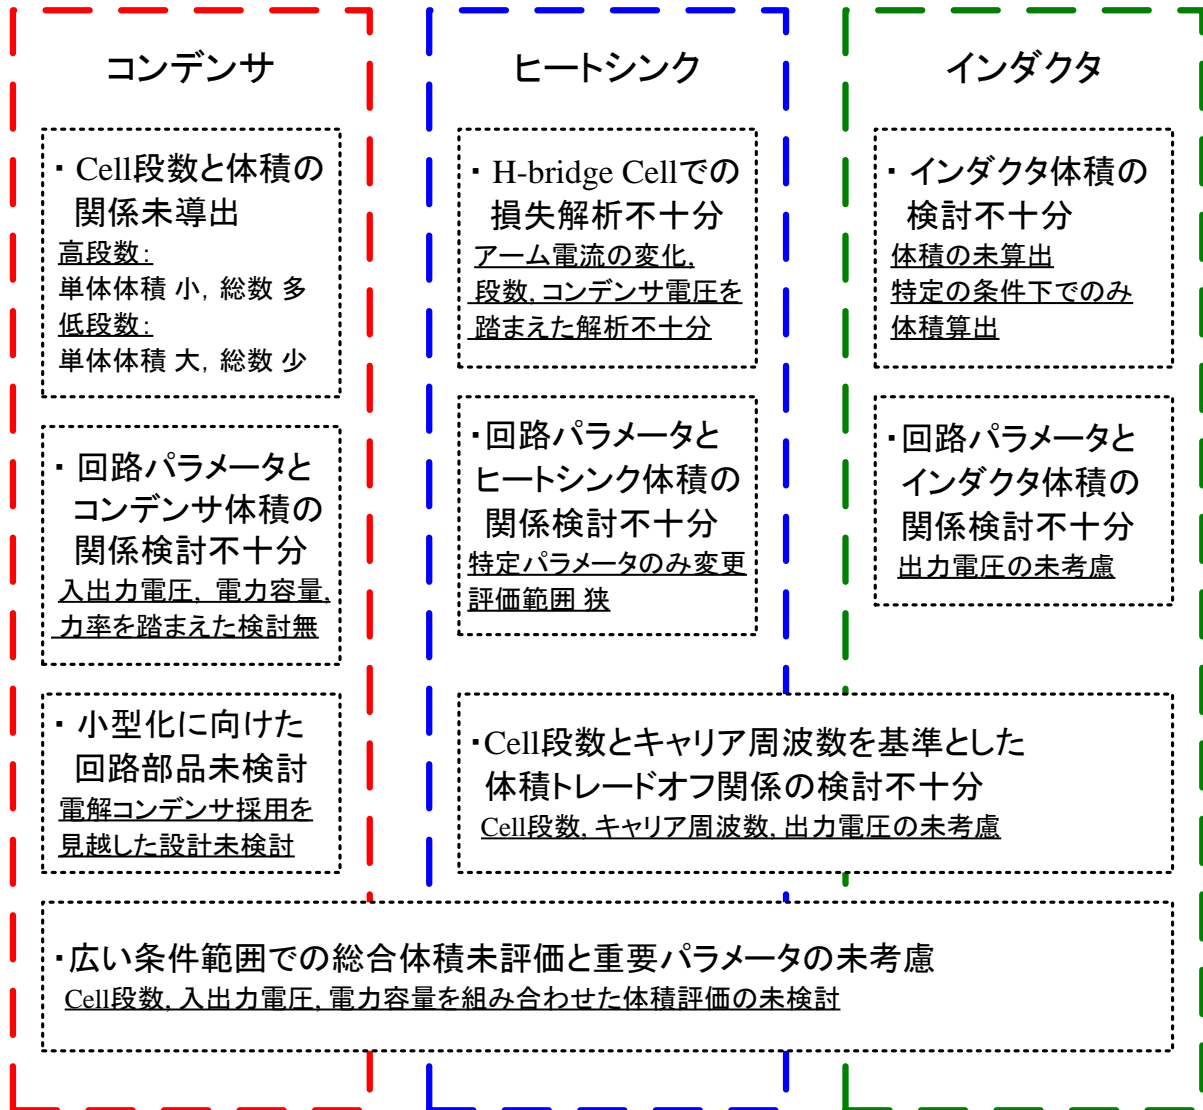 コンデンサ
・ Cell段数と体積の
関係未導出
高段数：
単体体積 小, 総数 多
低段数：
単体体積 大, 総数 少
・ 回路パラメータと
コンデンサ体積の
関係検討不十分
入出力電圧, 電力容量,
力率を踏まえた検討無
・ 小型化に向けた
回路部品未検討
電解コンデンサ採用を
見越した設計未検討
ヒートシンク
・ H-bridge Cellでの
損失解析不十分
アーム電流の変化,
段数, コンデンサ電圧を
踏まえた解析不十分
・回路パラメータと
ヒートシンク体積の
関係検討不十分
特定パラメータのみ変更
評価範囲 狭
インダクタ
・ インダクタ体積の
検討不十分
体積の未算出
特定の条件下でのみ
体積算出
・回路パラメータと
インダクタ体積の
関係検討不十分
出力電圧の未考慮
・Cell段数とキャリア周波数を基準とした
体積トレードオフ関係の検討不十分
Cell段数, キャリア周波数, 出力電圧の未考慮
・広い条件範囲での総合体積未評価と重要パラメータの未考慮
Cell段数, 入出力電圧, 電力容量を組み合わせた体積評価の未検討